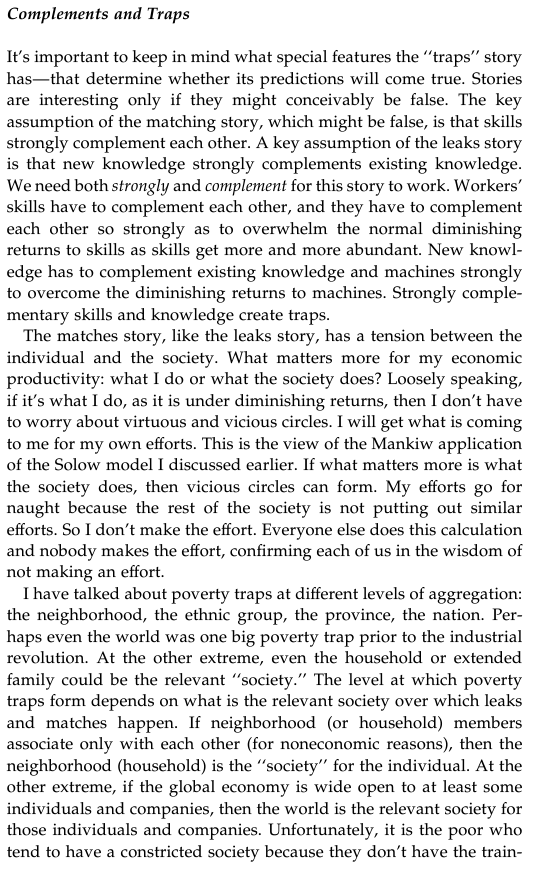 Complements and Traps
It’s important to keep in mind what special features the ‘‘traps’’ story
has—that determine whether its predictions will come true. Stories
are interesting only if they might conceivably be false. The key
assumption of the matching story, which might be false, is that skills
strongly complement each other. A key assumption of the leaks story
is that new knowledge strongly complements existing knowledge.
We need both strongly and complement for this story to work. Workers’
skills have to complement each other, and they have to complement
each other so strongly as to overwhelm the normal diminishing
returns to skills as skills get more and more abundant. New knowl-
edge has to complement existing knowledge and machines strongly
to overcome the diminishing returns to machines. Strongly comple-
mentary skills and knowledge create traps.
The matches story, like the leaks story, has a tension between the
individual and the society. What matters more for my economic
productivity: what I do or what the society does? Loosely speaking,
if it’s what I do, as it is under diminishing returns, then I don’t have
to worry about virtuous and vicious circles. I will get what is coming
to me for my own efforts. This is the view of the Mankiw application
of the Solow model I discussed earlier. If what matters more is what
the society does, then vicious circles can form. My efforts go for
naught because the rest of the society is not putting out similar
efforts. So I don’t make the effort. Everyone else does this calculation
and nobody makes the effort, confirming each of us in the wisdom of
not making an effort.
I have talked about poverty traps at different levels of aggregation:
the neighborhood, the ethnic group, the province, the nation. Per-
haps even the world was one big poverty trap prior to the industrial
revolution. At the other extreme, even the household or extended
family could be the relevant ‘‘society.’’ The level at which poverty
traps form depends on what is the relevant society over which leaks
and matches happen. If neighborhood (or household) members
associate only with each other (for noneconomic reasons), then the
neighborhood (household) is the ‘‘society’’ for the individual. At the
other extreme, if the global economy is wide open to at least some
individuals and companies, then the world is the relevant society for
those individuals and companies. Unfortunately, it is the poor who
tend to have a constricted society because they don’t have the train-